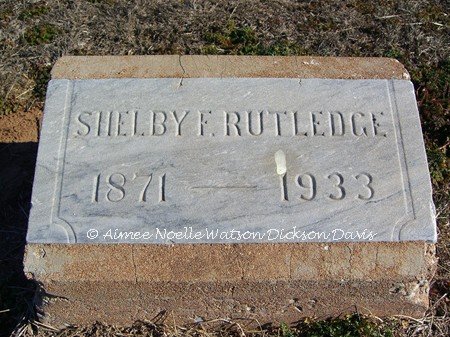 SHELBY F. RUTLEDGE
1871 — 1933
© Aimee Noelle Watson Dickson Davis